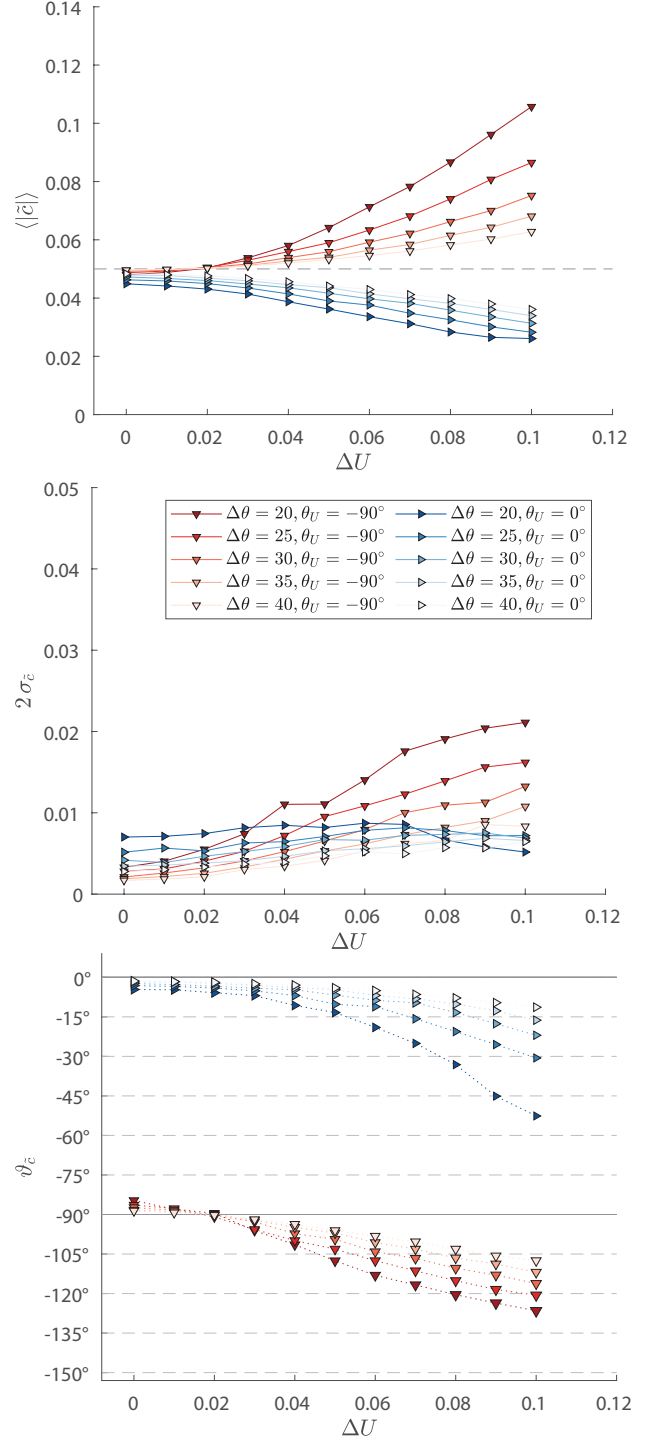 0.14
0.12
0.1
0.08
0.06
0.04
0.02
0
⟨|c̃|⟩
0 0.02 0.04 0.06 0.08 0.1 0.12
ΔU
0.05
0.04
0.03
0.02
0.01
0
2 σ_c̃
Δθ = 20, θ_U = −90° Δθ = 20, θ_U = 0°
Δθ = 25, θ_U = −90° Δθ = 25, θ_U = 0°
Δθ = 30, θ_U = −90° Δθ = 30, θ_U = 0°
Δθ = 35, θ_U = −90° Δθ = 35, θ_U = 0°
Δθ = 40, θ_U = −90° Δθ = 40, θ_U = 0°
0 0.02 0.04 0.06 0.08 0.10 0.12
ΔU
0°
-15°
-30°
-45°
-60°
-75°
-90°
-105°
-120°
-135°
-150°
ϑ_c̃
0 0.02 0.04 0.06 0.08 0.1 0.12
ΔU